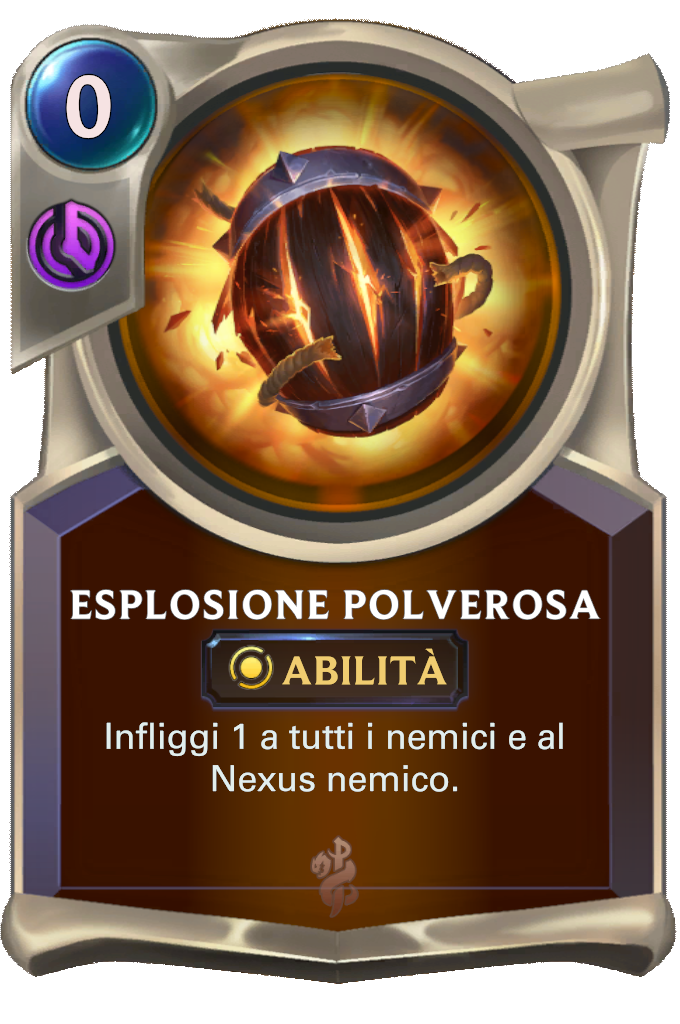 0
ESPLOSIONE POLVEROSA
ABILITÀ
Infliggi 1 a tutti i nemici e al
Nexus nemico.